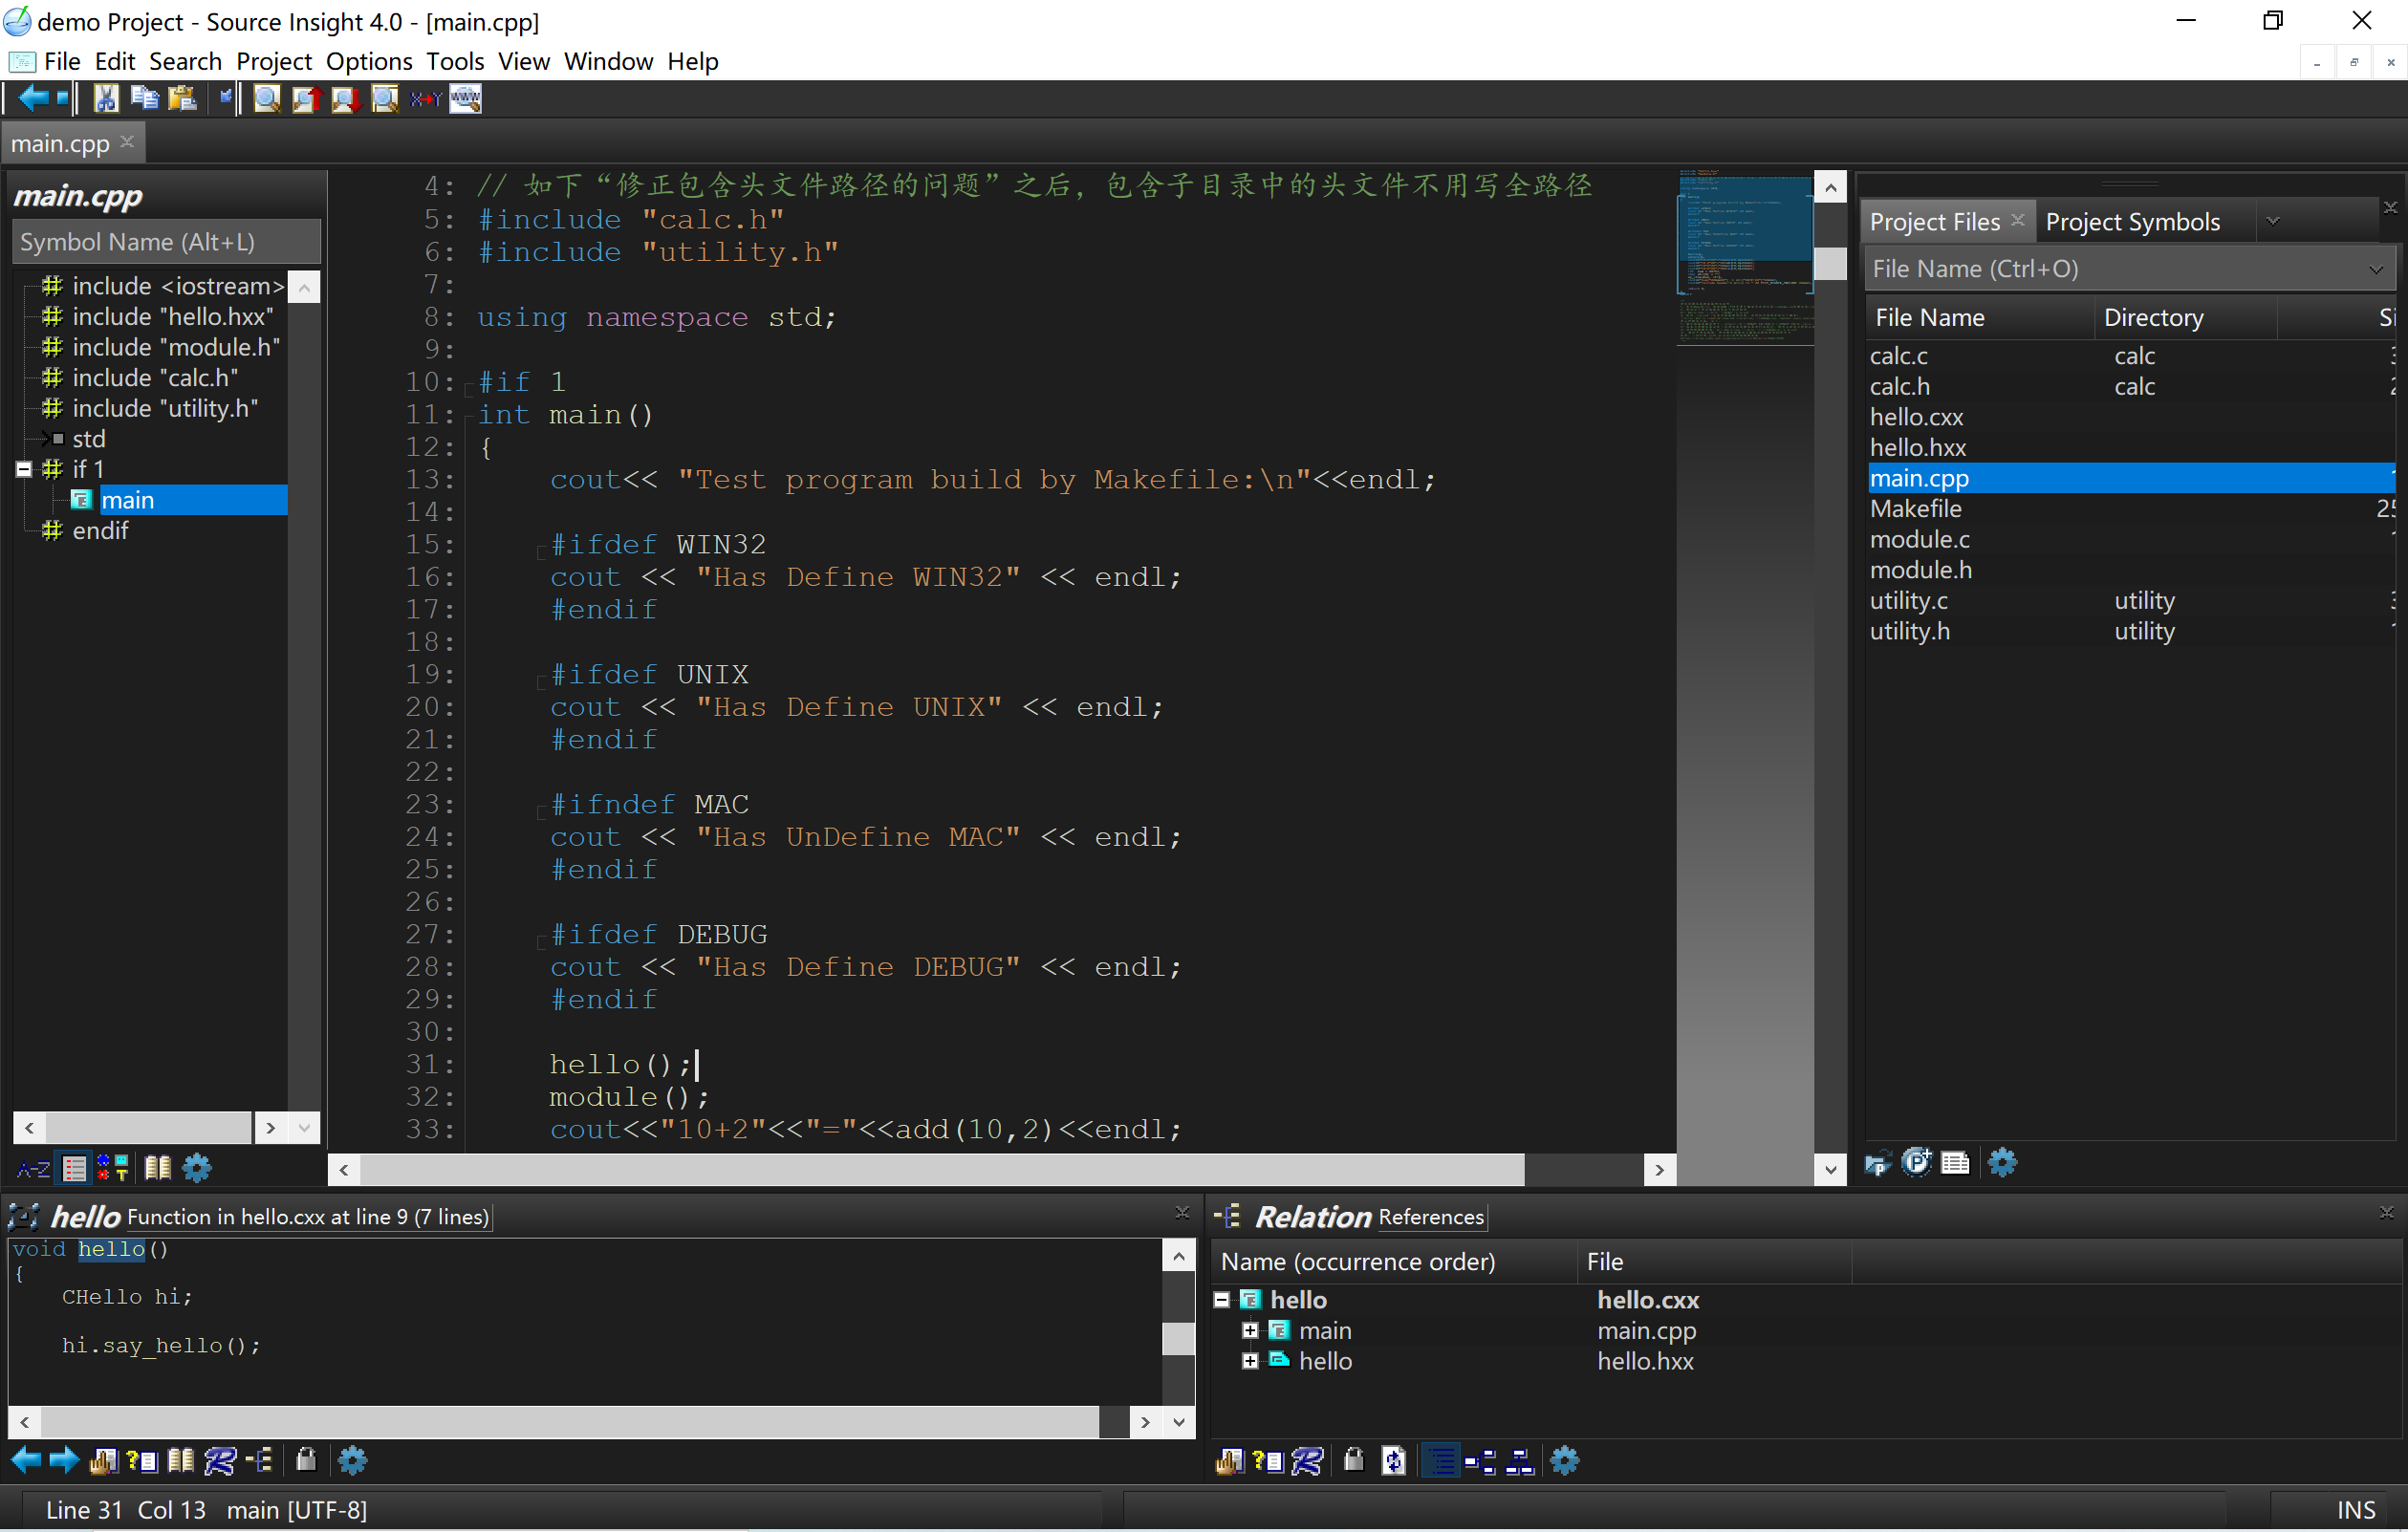 demo Project - Source Insight 4.0 - [main.cpp]
File Edit Search Project Options Tools View Window Help
main.cpp
main.cpp
Symbol Name (Alt+L)
include <iostream>
include "hello.hxx"
include "module.h"
include "calc.h"
include "utility.h"
std
if 1
main
endif
A-Z
4: // 如下“修正包含头文件路径的问题”之后，包含子目录中的头文件不用写全路径
5: #include "calc.h"
6: #include "utility.h"
7:
8: using namespace std;
9:
10: #if 1
11: int main()
12: {
13: cout<< "Test program build by Makefile:\n"<<endl;
14:
15: #ifdef WIN32
16: cout << "Has Define WIN32" << endl;
17: #endif
18:
19: #ifdef UNIX
20: cout << "Has Define UNIX" << endl;
21: #endif
22:
23: #ifndef MAC
24: cout << "Has UnDefine MAC" << endl;
25: #endif
26:
27: #ifdef DEBUG
28: cout << "Has Define DEBUG" << endl;
29: #endif
30:
31: hello();
32: module();
33: cout<<"10+2"<<"="<<add(10,2)<<endl;
Project Files Project Symbols
File Name (Ctrl+O)
File Name Directory
calc.c calc
calc.h calc
hello.cxx
hello.hxx
main.cpp
Makefile
module.c
module.h
utility.c utility
utility.h utility
hello Function in hello.cxx at line 9 (7 lines)
void hello()
{
CHello hi;
hi.say_hello();
Relation References
Name (occurrence order) File
hello hello.cxx
main main.cpp
hello hello.hxx
Line 31 Col 13 main [UTF-8]
INS